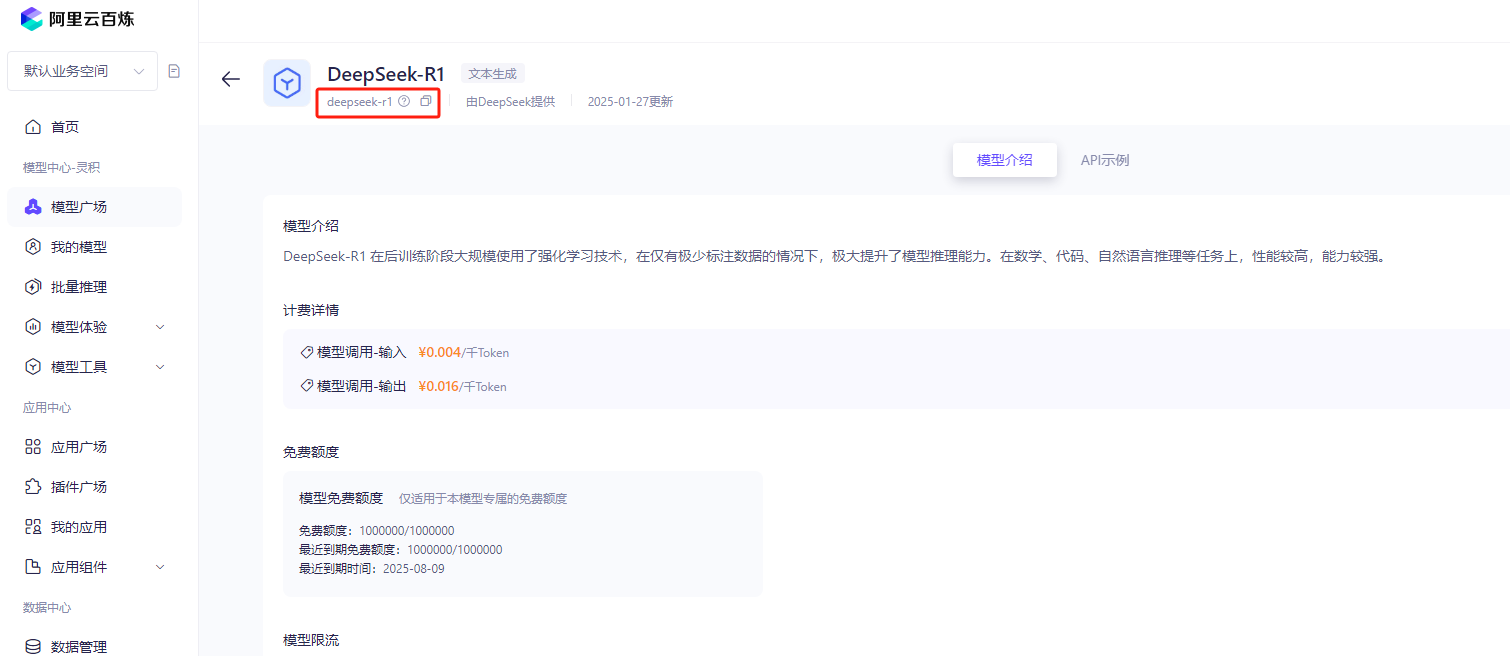 阿里云百炼
默认业务空间
首页
模型中心-灵积
模型广场
我的模型
批量推理
模型体验
模型工具
应用中心
应用广场
插件广场
我的应用
应用组件
数据中心
数据管理
DeepSeek-R1 文本生成
deepseek-r1 由DeepSeek提供 2025-01-27更新
模型介绍 API示例
模型介绍
DeepSeek-R1 在后训练阶段大规模使用了强化学习技术，在仅有极少标注数据的情况下，极大提升了模型推理能力。在数学、代码、自然语言推理等任务上，性能较高，能力较强。
计费详情
模型调用-输入 ¥0.004/千Token
模型调用-输出 ¥0.016/千Token
免费额度
模型免费额度 仅适用于本模型专属的免费额度
免费额度：1000000/1000000
最近到期免费额度：1000000/1000000
最近到期时间：2025-08-09
模型限流